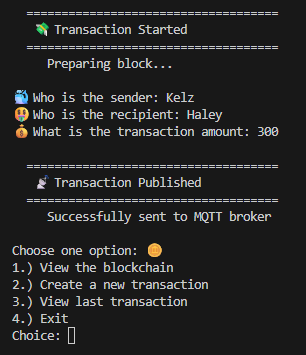 ===================================
💸 Transaction Started
===================================
Preparing block...
Who is the sender: Kelz
🤑 Who is the recipient: Haley
💰 What is the transaction amount: 300
===================================
📡 Transaction Published
===================================
Successfully sent to MQTT broker
Choose one option: 🪙
1.) View the blockchain
2.) Create a new transaction
3.) View last transaction
4.) Exit
Choice: